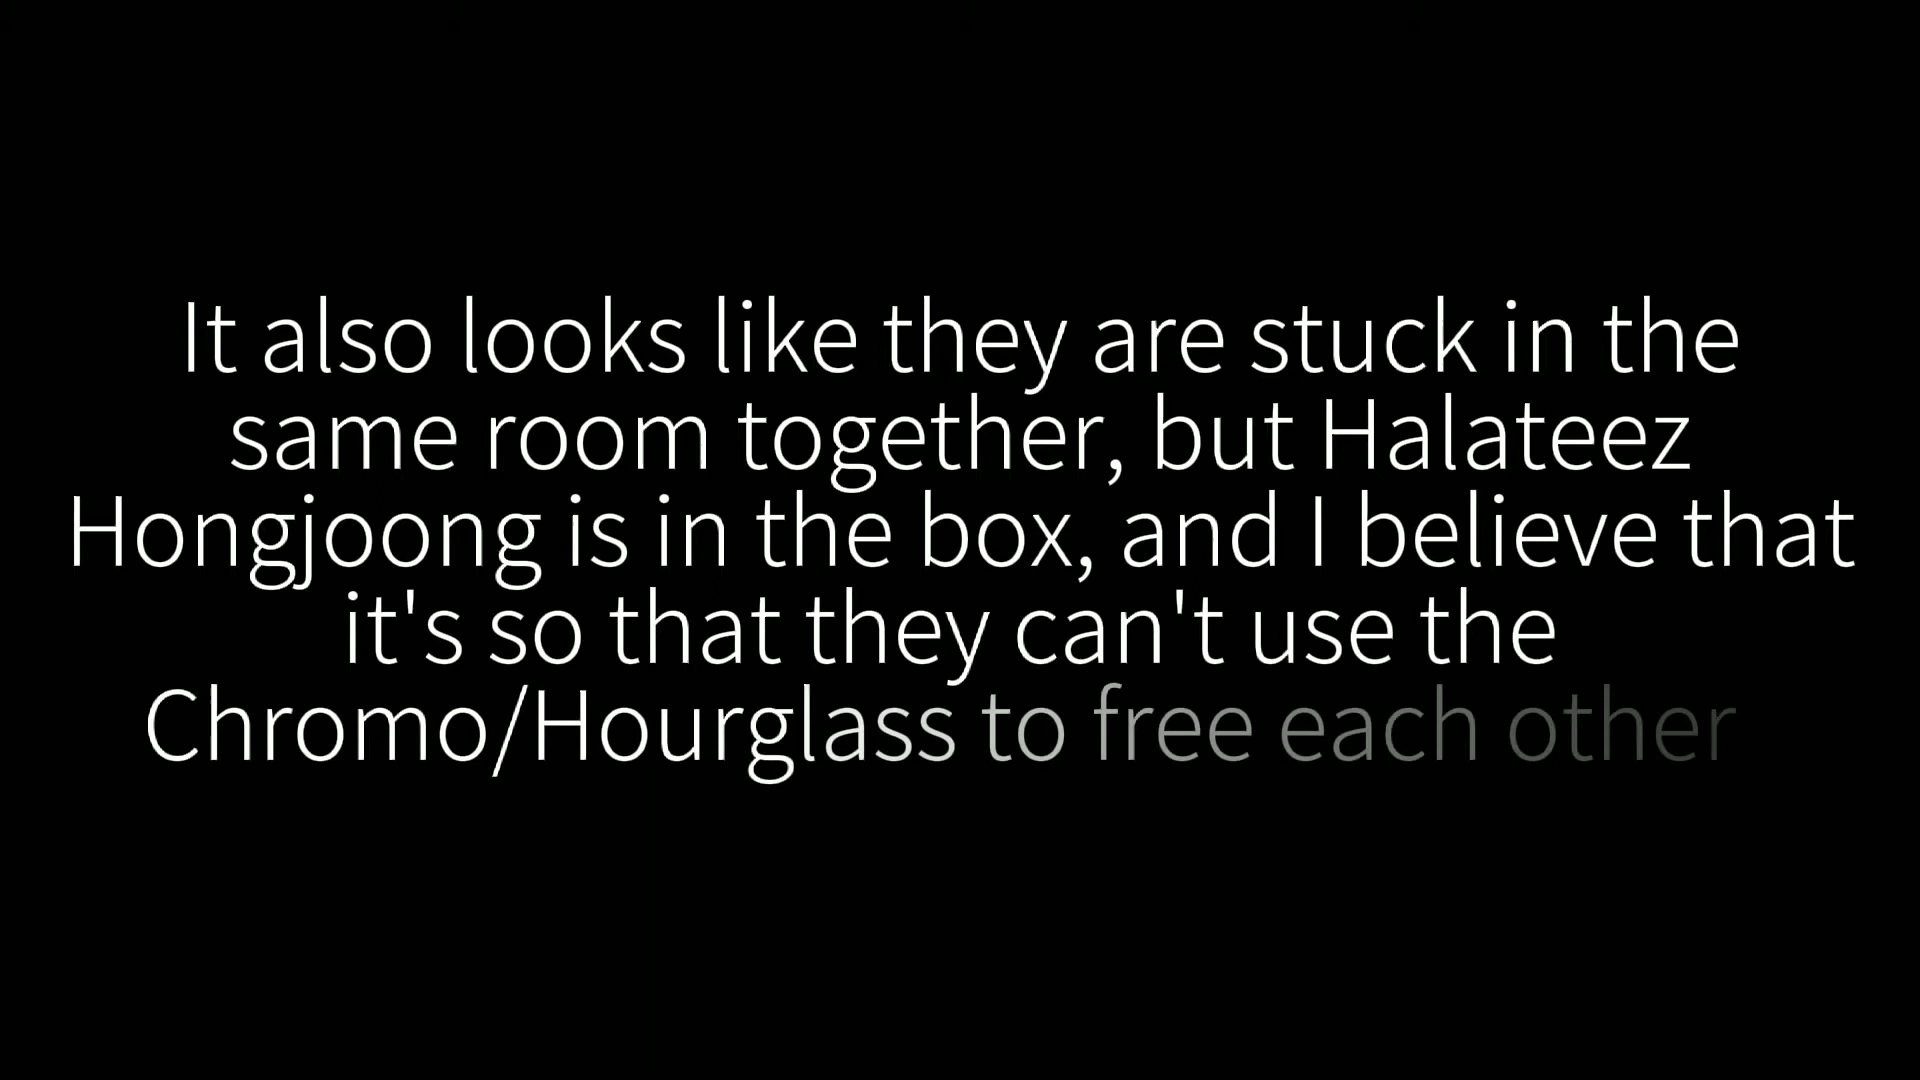 It also looks like they are stuck in the
same room together, but Halateez
Hongjoong is in the box, and I believe that
it's so that they can't use the
Chromo/Hourglass to free each other